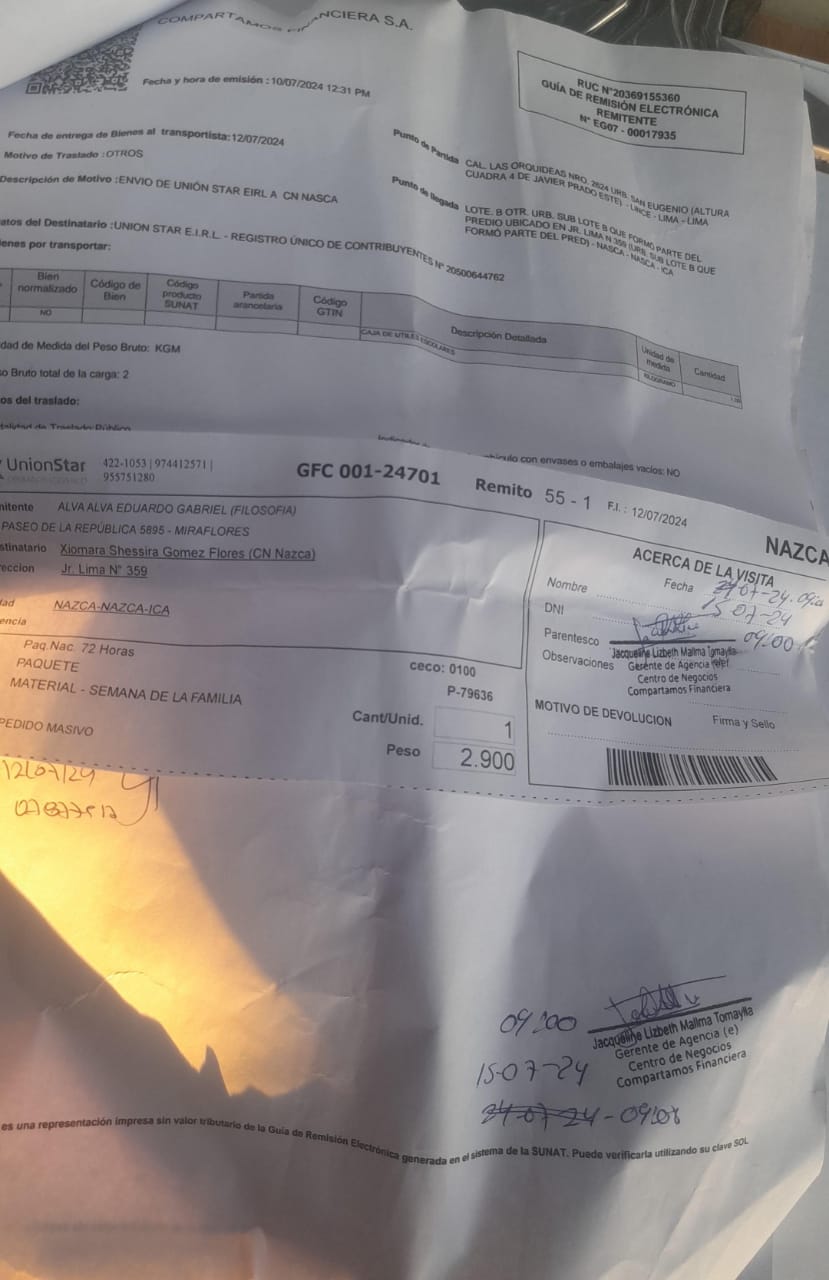 COMPARTAMOS FINANCIERA S.A.
Fecha y hora de emisión : 10/07/2024 12:31 PM
RUC N°20369155360
GUÍA DE REMISIÓN ELECTRÓNICA
REMITENTE
N° EG07 - 00017935
Fecha de entrega de Bienes al transportista:12/07/2024
Motivo de Traslado :OTROS
Descripción de Motivo :ENVIO DE UNIÓN STAR EIRL A CN NASCA
Punto de Partida CAL. LAS ORQUIDEAS NRO. 2624 URB. SAN EUGENIO (ALTURA
CUADRA 4 DE JAVIER PRADO ESTE) - LINCE - LIMA - LIMA
Punto de llegada LOTE. B OTR. URB. SUB LOTE B QUE FORMÓ PARTE DEL
PREDIO UBICADO EN JR. LIMA N 359 (URB. SUB LOTE B QUE
FORMÓ PARTE DEL PRED) - NASCA - NASCA - ICA
atos del Destinatario :UNION STAR E.I.R.L. - REGISTRO ÚNICO DE CONTRIBUYENTES N° 20500644762
ienes por transportar:
Bien normalizado Código de Bien Código producto SUNAT Partida arancelaria Código GTIN Descripción Detallada Unidad de medida Cantidad
NO CAJA DE UTILES ESCOLARES KILOGRAMO
dad de Medida del Peso Bruto: KGM
so Bruto total de la carga: 2
os del traslado:
alidad de Traslado:Público
vehículo con envases o embalajes vacíos: NO
UnionStar 422-1053 | 974412571 |
955751280
GFC 001-24701 Remito 55 - 1 F.I. : 12/07/2024
NAZCA
mitente ALVA ALVA EDUARDO GABRIEL (FILOSOFIA)
PASEO DE LA REPÚBLICA 5895 - MIRAFLORES
stinatario Xiomara Shessira Gomez Flores (CN Nazca)
reccion Jr. Lima N° 359
dad NAZCA-NAZCA-ICA
encia
Paq.Nac. 72 Horas
PAQUETE
MATERIAL - SEMANA DE LA FAMILIA
PEDIDO MASIVO
ceco: 0100
P-79636
Cant/Unid. 1
Peso 2.900
ACERCA DE LA VISITA
Nombre Fecha
15 07-24
DNI
Parentesco 09:00
Observaciones
Jacqueline Lizbeth Mallma Tomaylla
Gerente de Agencia (e)
Centro de Negocios
Compartamos Financiera
MOTIVO DE DEVOLUCION Firma y Sello
12/07/24
09:00
Jacqueline Lizbeth Mallma Tomaylla
Gerente de Agencia (e)
Centro de Negocios
Compartamos Financiera
15-07-24
24-07-24 - 09:08
es una representación impresa sin valor tributario de la Guía de Remisión Electrónica generada en el sistema de la SUNAT. Puede verificarla utilizando su clave SOL